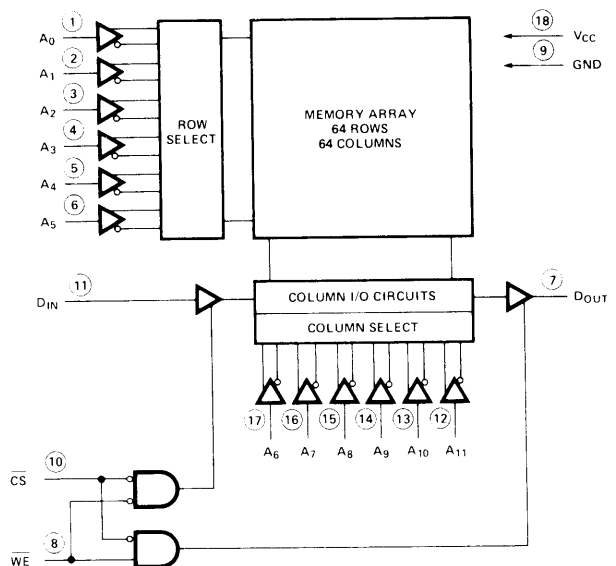 1
A0
2
A1
3
A2
4
A3
5
A4
6
A5
ROW
SELECT
MEMORY ARRAY
64 ROWS
64 COLUMNS
18
VCC
9
GND
11
DIN
COLUMN I/O CIRCUITS
COLUMN SELECT
7
DOUT
17 16 15 14 13 12
A6 A7 A8 A9 A10 A11
10
CS
8
WE